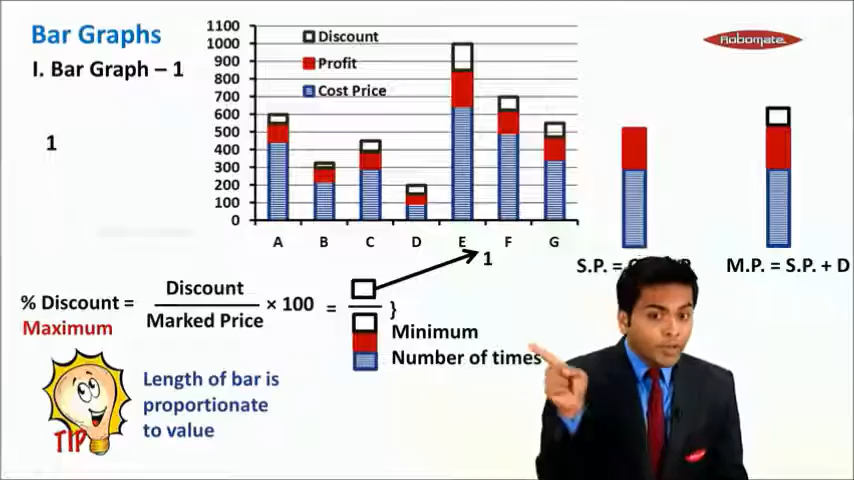 Bar Graphs
I. Bar Graph – 1
1
1100
1000
900
800
700
600
500
400
300
200
100
0
Discount
Profit
Cost Price
A B C D E F G
Robomate
1
S.P. =
M.P. = S.P. + D
% Discount = Discount / Marked Price × 100 = }
Maximum
Minimum
Number of times
TIP
Length of bar is
proportionate
to value